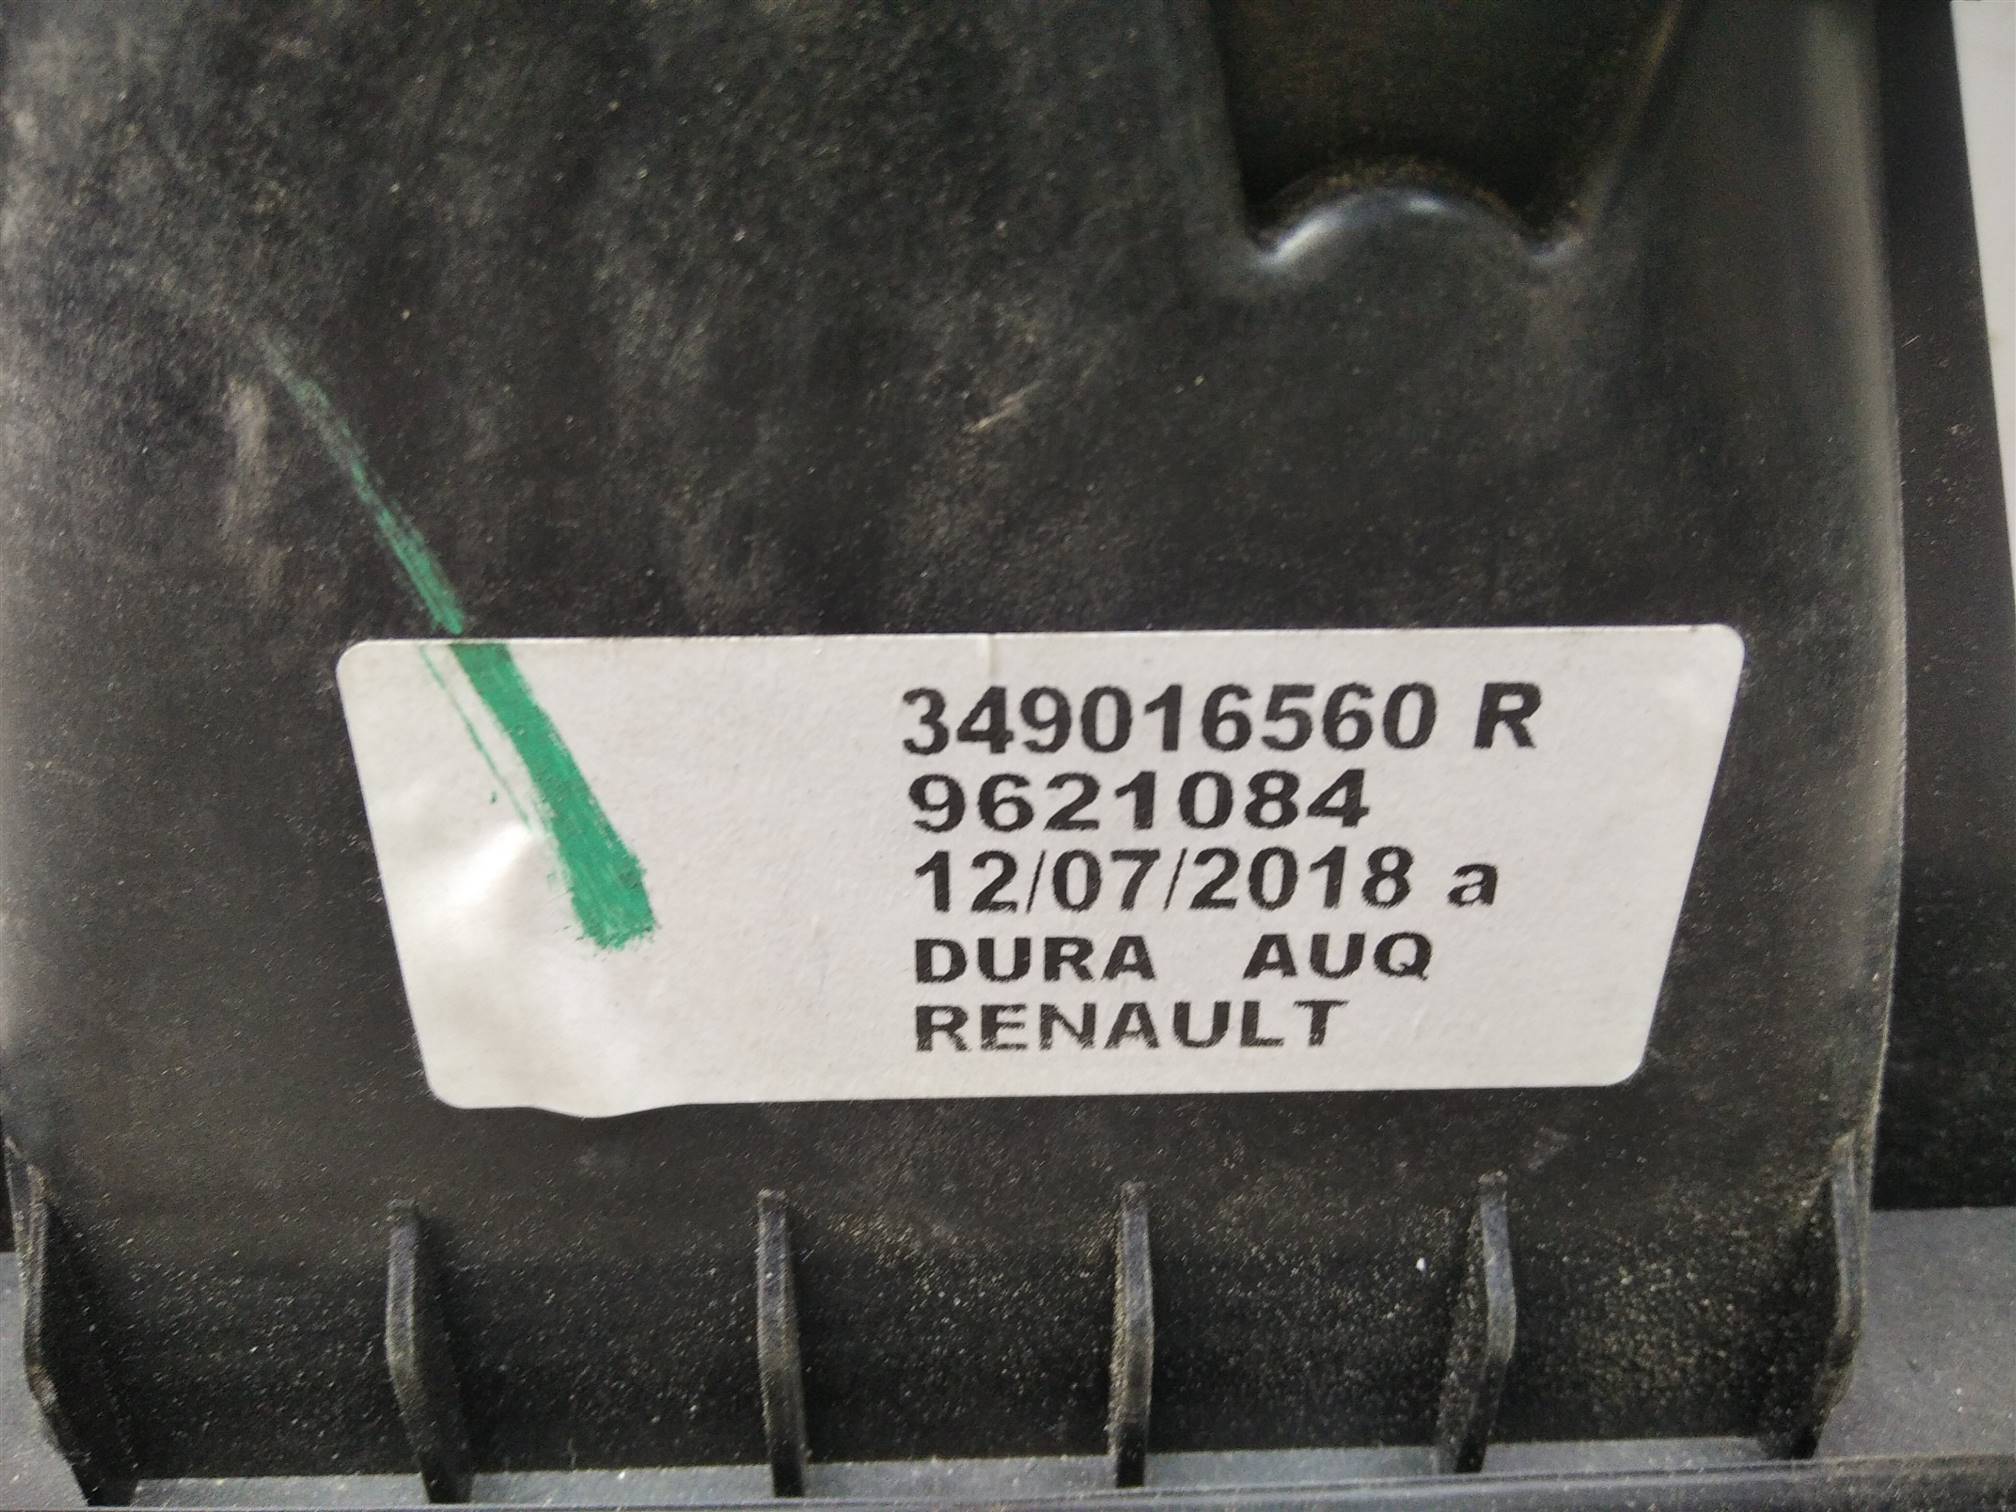 349016560 R
9621084
12/07/2018 a
DURA AUQ
RENAULT